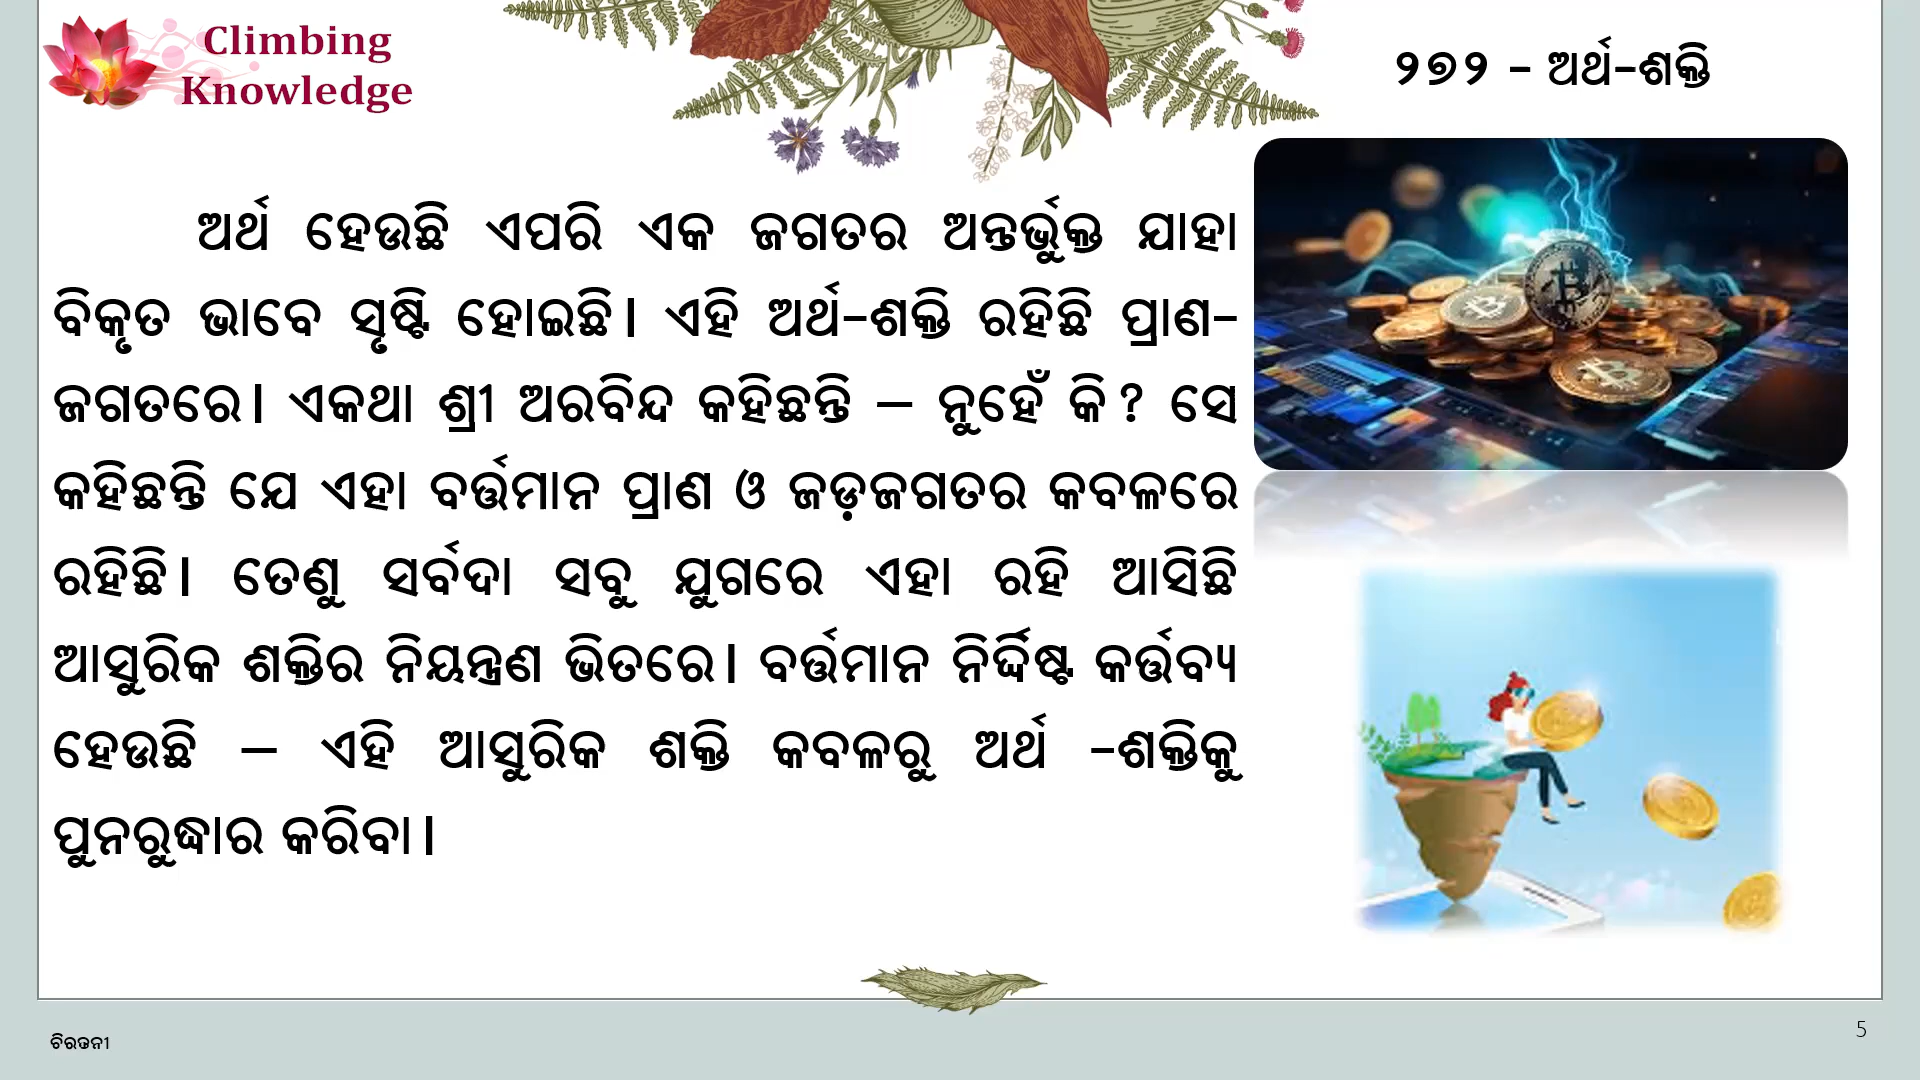 Climbing
Knowledge
୨୭୨ – ଅର୍ଥ-ଶକ୍ତି
ଅର୍ଥ ହେଉଛି ଏପରି ଏକ ଜଗତର ଅନ୍ତର୍ଭୁକ୍ତ ଯାହା
ବିକୃତ ଭାବେ ସୃଷ୍ଟି ହୋଇଛି। ଏହି ଅର୍ଥ-ଶକ୍ତି ରହିଛି ପ୍ରାଣ-
ଜଗତରେ। ଏକଥା ଶ୍ରୀ ଅରବିନ୍ଦ କହିଛନ୍ତି – ନୁହେଁ କି? ସେ
କହିଛନ୍ତି ଯେ ଏହା ବର୍ତ୍ତମାନ ପ୍ରାଣ ଓ ଜଡ଼ଜଗତର କବଳରେ
ରହିଛି। ତେଣୁ ସର୍ବଦା ସବୁ ଯୁଗରେ ଏହା ରହି ଆସିଛି
ଆସୁରିକ ଶକ୍ତିର ନିୟନ୍ତ୍ରଣ ଭିତରେ। ବର୍ତ୍ତମାନ ନିର୍ଦ୍ଦିଷ୍ଟ କର୍ତ୍ତବ୍ୟ
ହେଉଛି – ଏହି ଆସୁରିକ ଶକ୍ତି କବଳରୁ ଅର୍ଥ -ଶକ୍ତିକୁ
ପୁନରୁଦ୍ଧାର କରିବା।
ଚିରନ୍ତନୀ
5